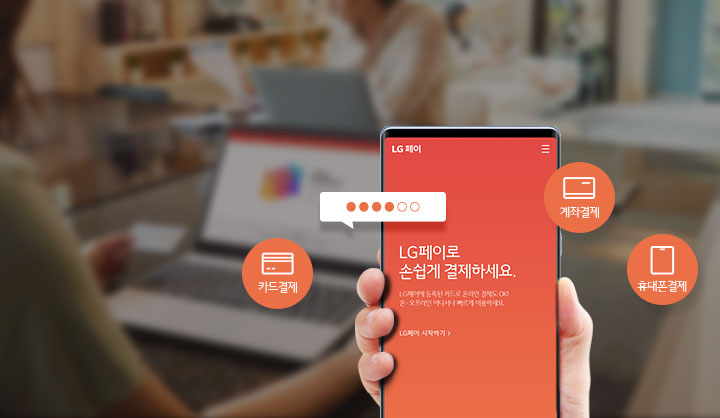 LG 페이
계좌결제
LG페이로
손쉽게 결제하세요.
카드결제
휴대폰결제
LG페이에 등록된 카드로 온라인 결제도 OK!
온·오프라인 어디서나 빠르게 이용하세요.
LG페이 시작하기 >